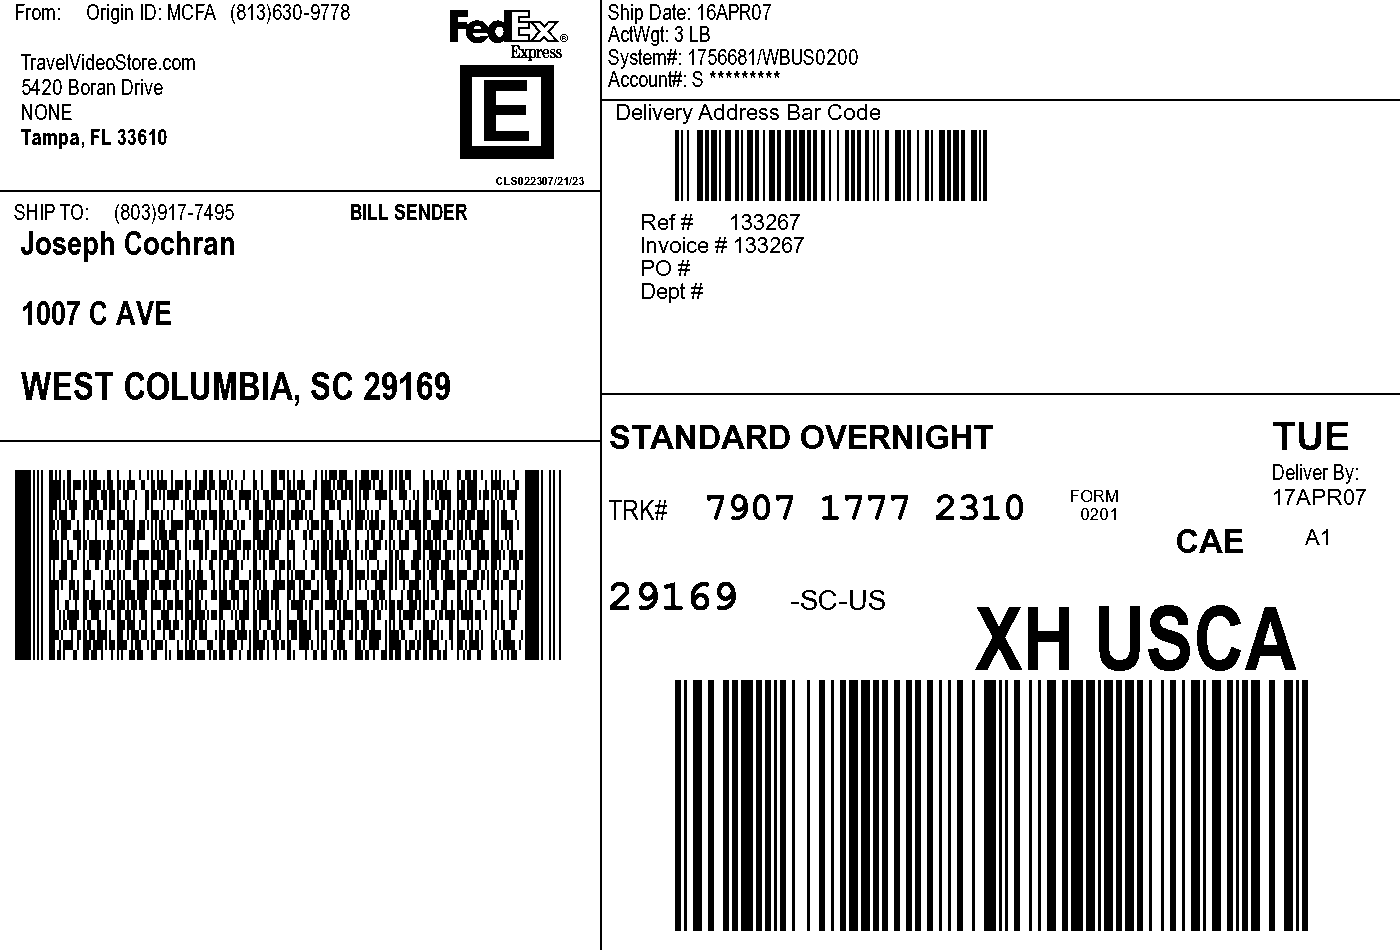 From: Origin ID: MCFA (813)630-9778
TravelVideoStore.com
5420 Boran Drive
NONE
Tampa, FL 33610
FedEx®
Express
E
CLS022307/21/23
SHIP TO: (803)917-7495 BILL SENDER
Joseph Cochran
1007 C AVE
WEST COLUMBIA, SC 29169
Ship Date: 16APR07
ActWgt: 3 LB
System#: 1756681/WBUS0200
Account#: S *********
Delivery Address Bar Code
Ref # 133267
Invoice # 133267
PO #
Dept #
STANDARD OVERNIGHT
TUE
Deliver By:
17APR07
TRK# 7907 1777 2310
FORM
0201
CAE A1
29169 -SC-US
XH USCA